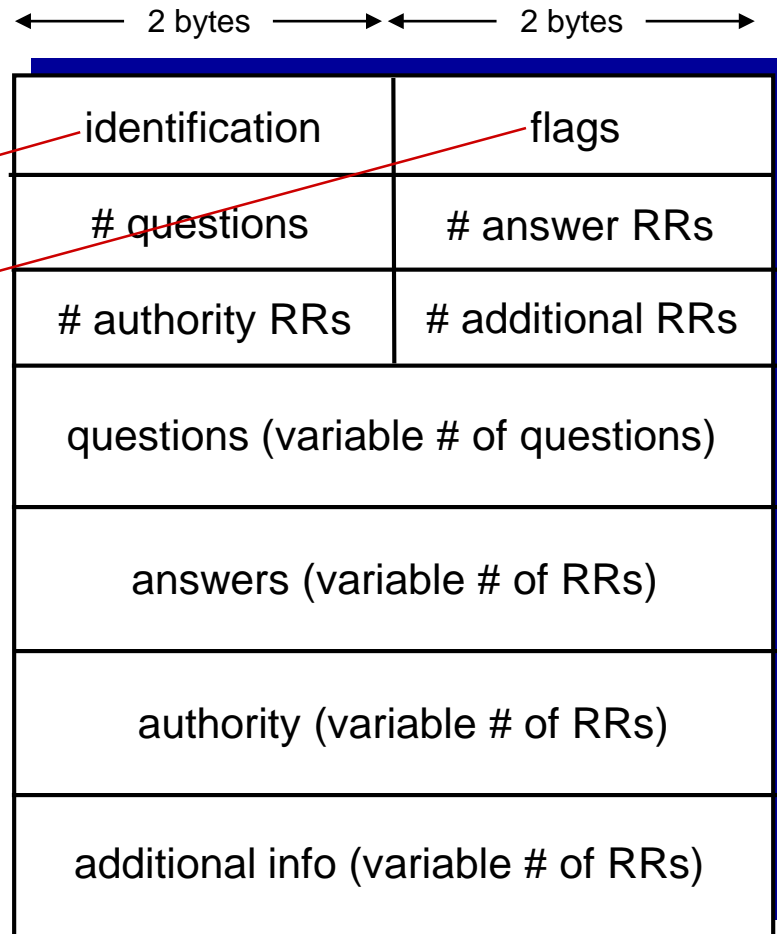 2 bytes 2 bytes
identification flags
# questions # answer RRs
# authority RRs # additional RRs
questions (variable # of questions)
answers (variable # of RRs)
authority (variable # of RRs)
additional info (variable # of RRs)